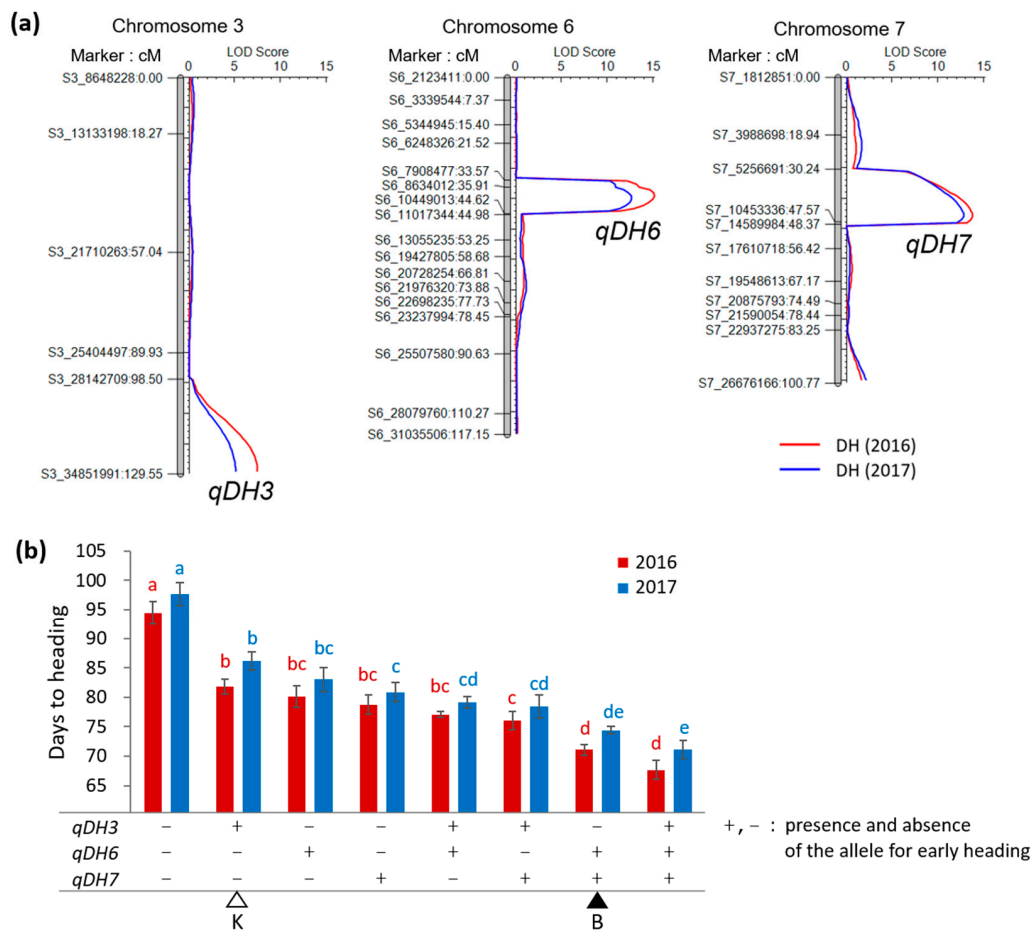 (a)
Chromosome 3
Marker : cM
LOD Score
0 5 10 15
S3_8648228:0.00
S3_13133198:18.27
S3_21710263:57.04
S3_25404497:89.93
S3_28142709:98.50
S3_34851991:129.55
qDH3
Chromosome 6
Marker : cM
LOD Score
0 5 10 15
S6_2123411:0.00
S6_3339544:7.37
S6_5344945:15.40
S6_6248326:21.52
S6_7908477:33.57
S6_8634012:35.91
S6_10449013:44.62
S6_11017344:44.98
S6_13055235:53.25
S6_19427805:58.68
S6_20728254:66.81
S6_21976320:73.88
S6_22698235:77.73
S6_23237994:78.45
S6_25507580:90.63
S6_28079760:110.27
S6_31035506:117.15
qDH6
Chromosome 7
Marker : cM
LOD Score
0 5 10 15
S7_1812851:0.00
S7_3988698:18.94
S7_5256691:30.24
S7_10453336:47.57
S7_14589984:48.37
S7_17610718:56.42
S7_19548613:67.17
S7_20875793:74.49
S7_21590054:78.44
S7_22937275:83.25
S7_26676166:100.77
qDH7
DH (2016)
DH (2017)
(b)
Days to heading
105
100
95
90
85
80
75
70
65
2016
2017
a a b b bc bc bc c bc cd c cd d de d e
qDH3 − + − − + + − +
qDH6 − − + − + − + +
qDH7 − − − + − + + +
K B
+ , − : presence and absence
of the allele for early heading